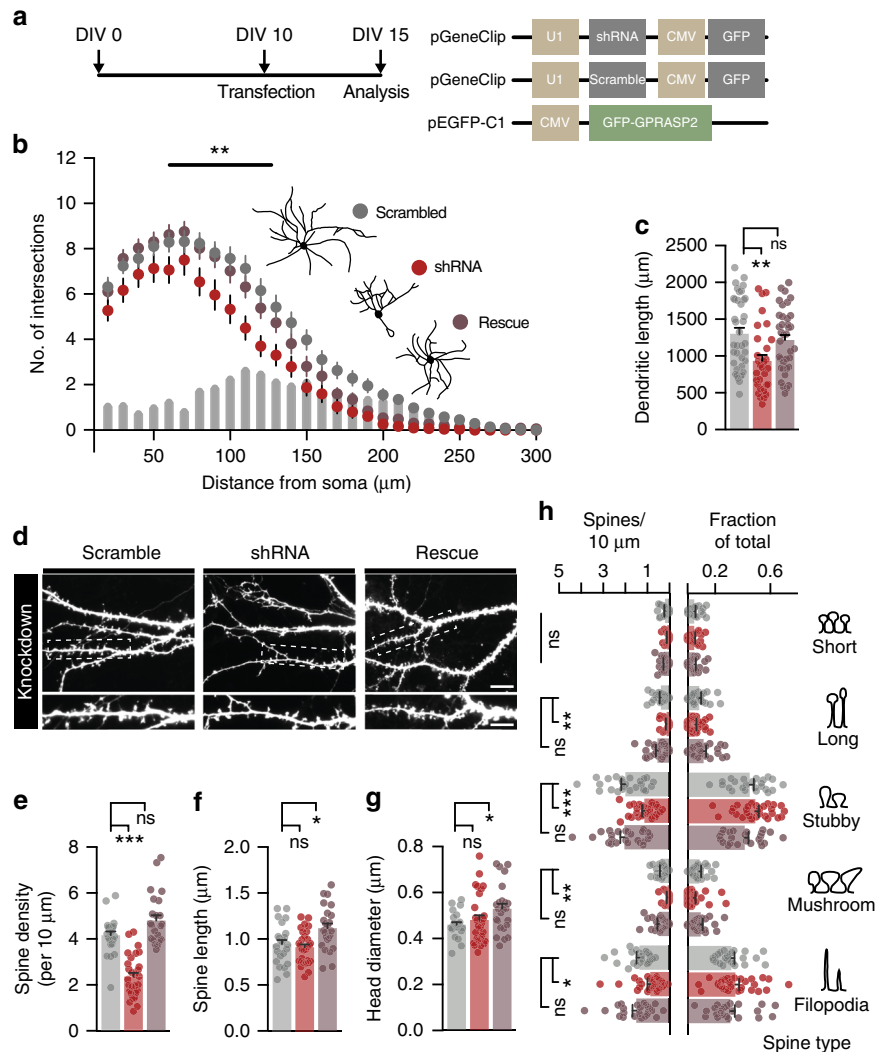 a
DIV 0 DIV 10 DIV 15
Transfection Analysis
pGeneClip U1 shRNA CMV GFP
pGeneClip U1 Scramble CMV GFP
pEGFP-C1 CMV GFP-GPRASP2
b
**
12
10
8
6
4
2
0
No. of intersections
50 100 150 200 250 300
Distance from soma (μm)
Scrambled
shRNA
Rescue
c
ns
**
2500
2000
1500
1000
500
0
Dendritic length (μm)
d
Scramble shRNA Rescue
Knockdown
e
ns
***
8
6
4
2
0
Spine density
(per 10 μm)
f
*
ns
2.0
1.5
1.0
0.5
0.0
Spine length (μm)
g
*
ns
0.8
0.6
0.4
0.2
0.0
Head diameter (μm)
h
Spines/
10 μm
Fraction
of total
5 3 1
0.2 0.6
ns
Short
**
ns
Long
***
ns
Stubby
**
ns
Mushroom
*
ns
Filopodia
Spine type